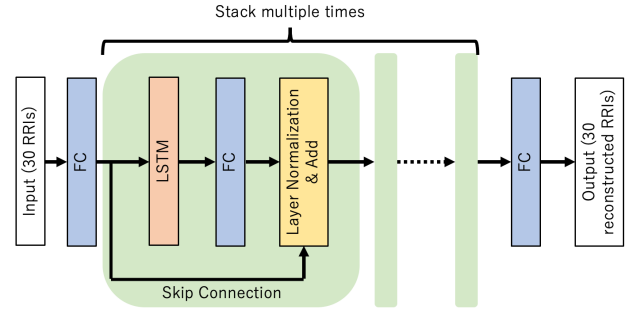 Stack multiple times
Input (30 RRIs)
FC
LSTM
FC
Layer Normalization
& Add
FC
Output (30
reconstructed RRIs)
Skip Connection